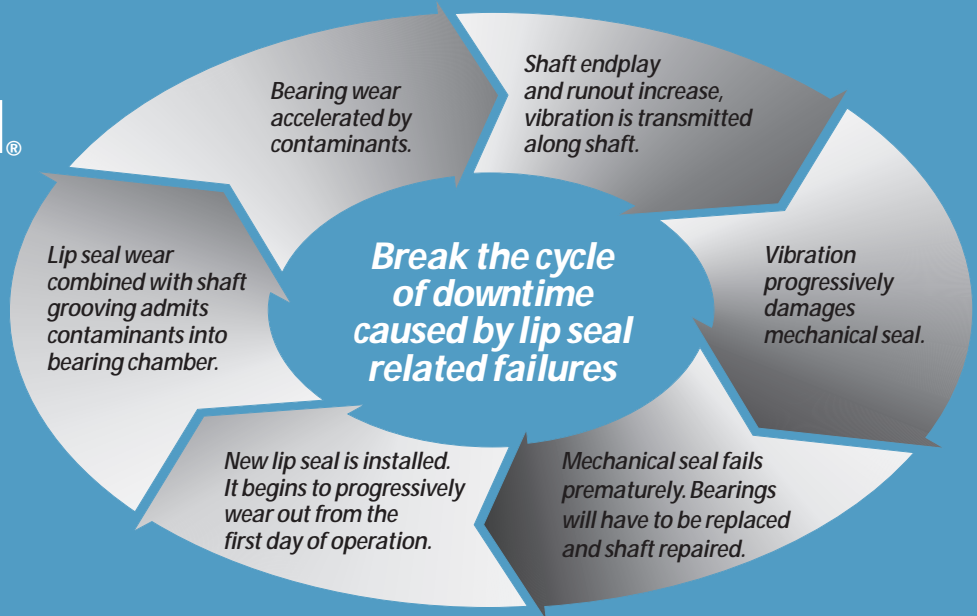 ®
Bearing wear
accelerated by
contaminants.
Shaft endplay
and runout increase,
vibration is transmitted
along shaft.
Vibration
progressively
damages
mechanical seal.
Mechanical seal fails
prematurely. Bearings
will have to be replaced
and shaft repaired.
New lip seal is installed.
It begins to progressively
wear out from the
first day of operation.
Lip seal wear
combined with shaft
grooving admits
contaminants into
bearing chamber.
Break the cycle
of downtime
caused by lip seal
related failures